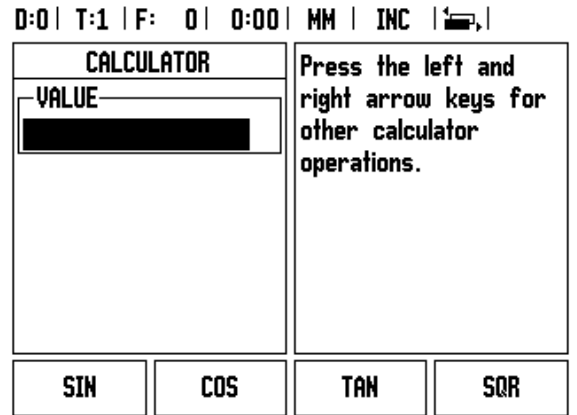 D:0| T:1 |F: 0| 0:00| MM | INC |
CALCULATOR
VALUE
Press the left and
right arrow keys for
other calculator
operations.
SIN COS TAN SQR